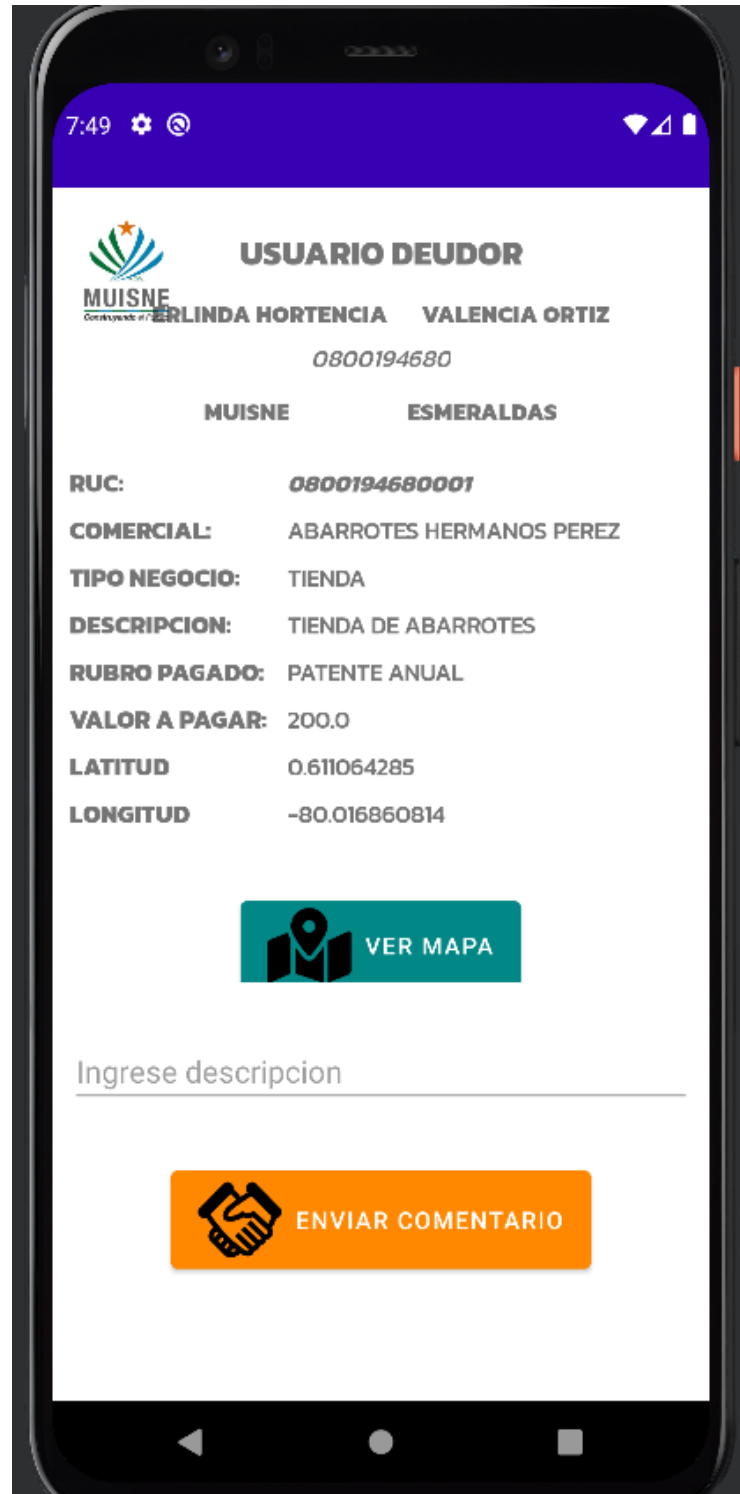 7:49
USUARIO DEUDOR
MUISNE
ERLINDA HORTENCIA VALENCIA ORTIZ
0800194680
MUISNE ESMERALDAS
RUC: 0800194680001
COMERCIAL: ABARROTES HERMANOS PEREZ
TIPO NEGOCIO: TIENDA
DESCRIPCION: TIENDA DE ABARROTES
RUBRO PAGADO: PATENTE ANUAL
VALOR A PAGAR: 200.0
LATITUD 0.611064285
LONGITUD -80.016860814
VER MAPA
Ingrese descripcion
ENVIAR COMENTARIO